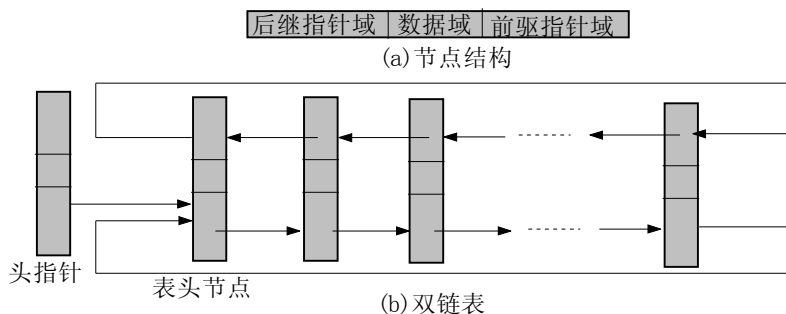 后继指针域 数据域 前驱指针域
(a)节点结构
头指针
表头节点
(b)双链表